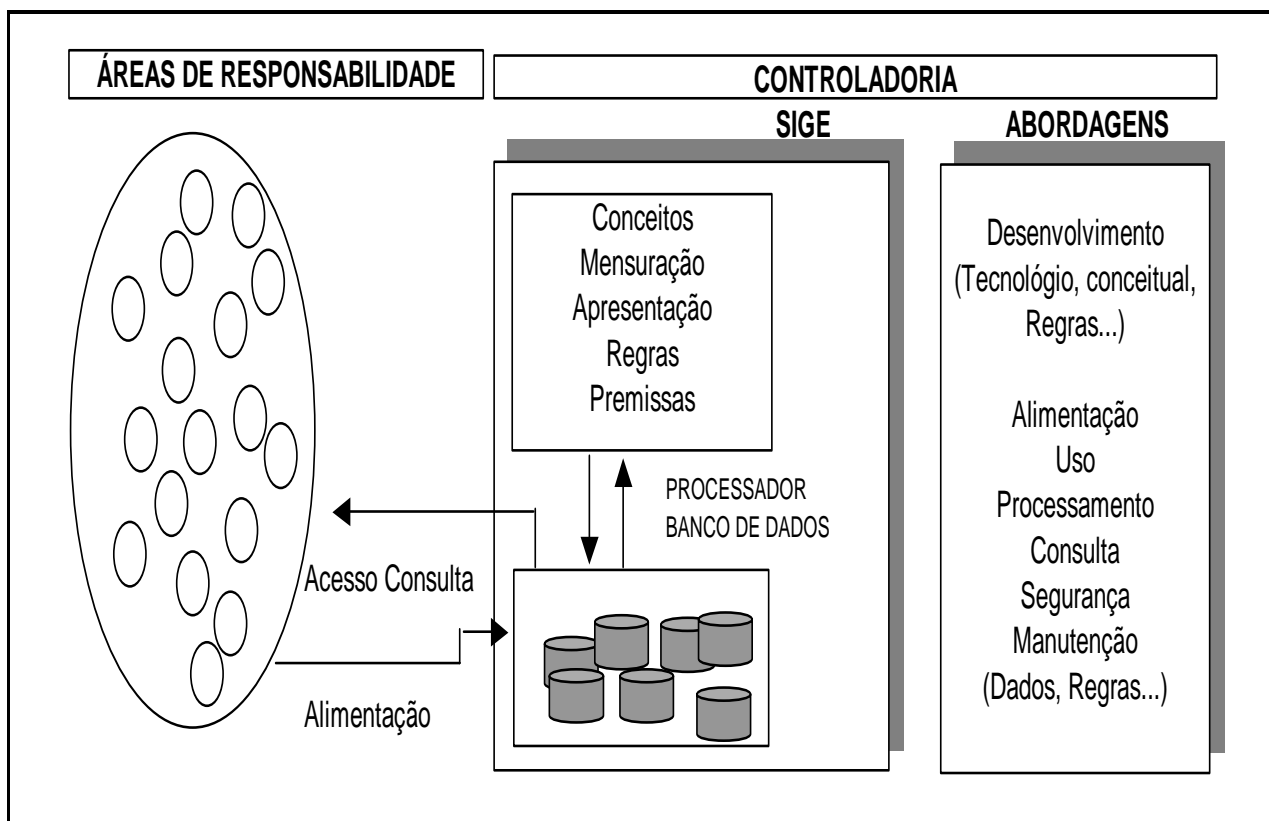 ÁREAS DE RESPONSABILIDADE
CONTROLADORIA
SIGE
ABORDAGENS
Conceitos
Mensuração
Apresentação
Regras
Premissas
PROCESSADOR
BANCO DE DADOS
Acesso Consulta
Alimentação
Desenvolvimento
(Tecnológio, conceitual,
Regras...)
Alimentação
Uso
Processamento
Consulta
Segurança
Manutenção
(Dados, Regras...)